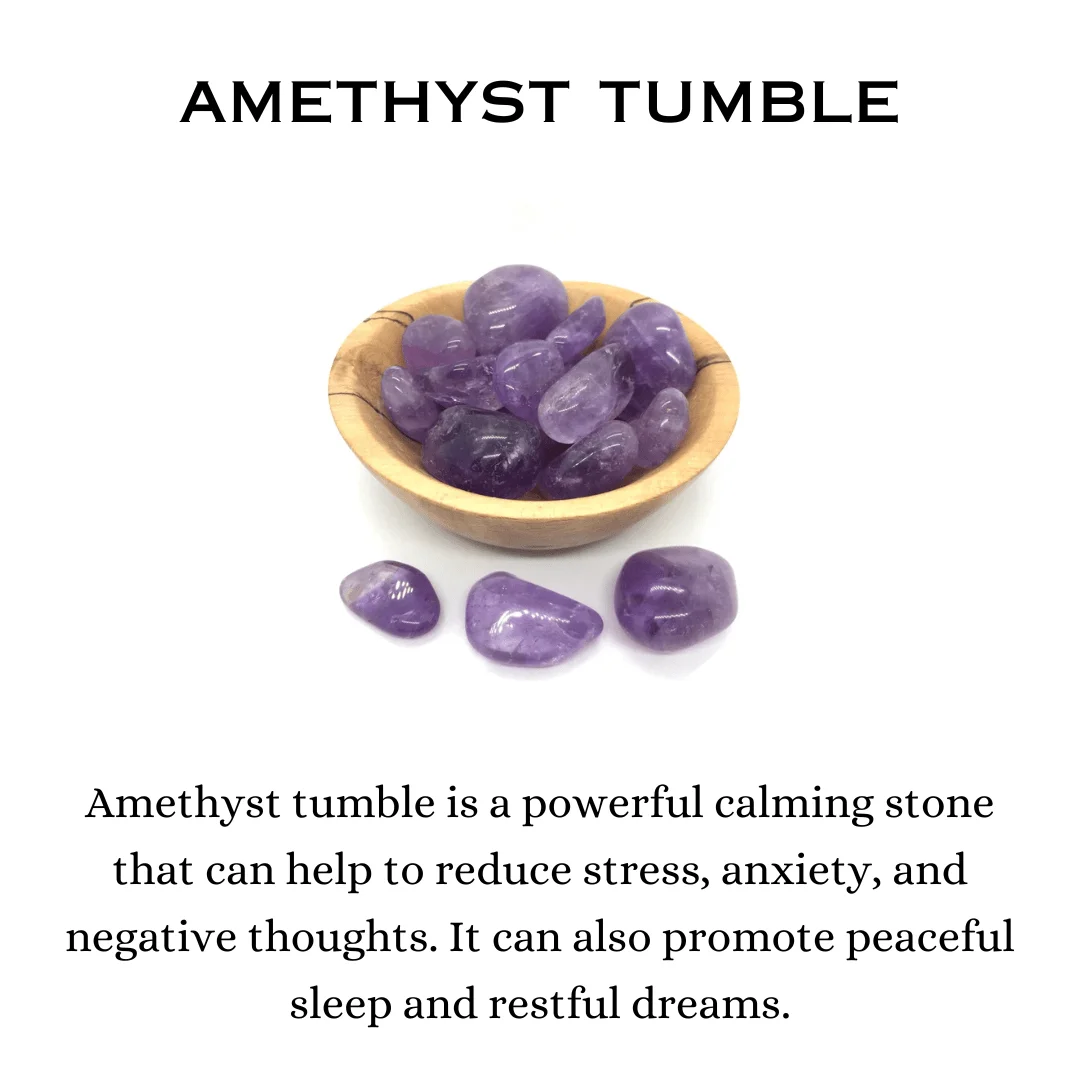 AMETHYST TUMBLE
Amethyst tumble is a powerful calming stone
that can help to reduce stress, anxiety, and
negative thoughts. It can also promote peaceful
sleep and restful dreams.